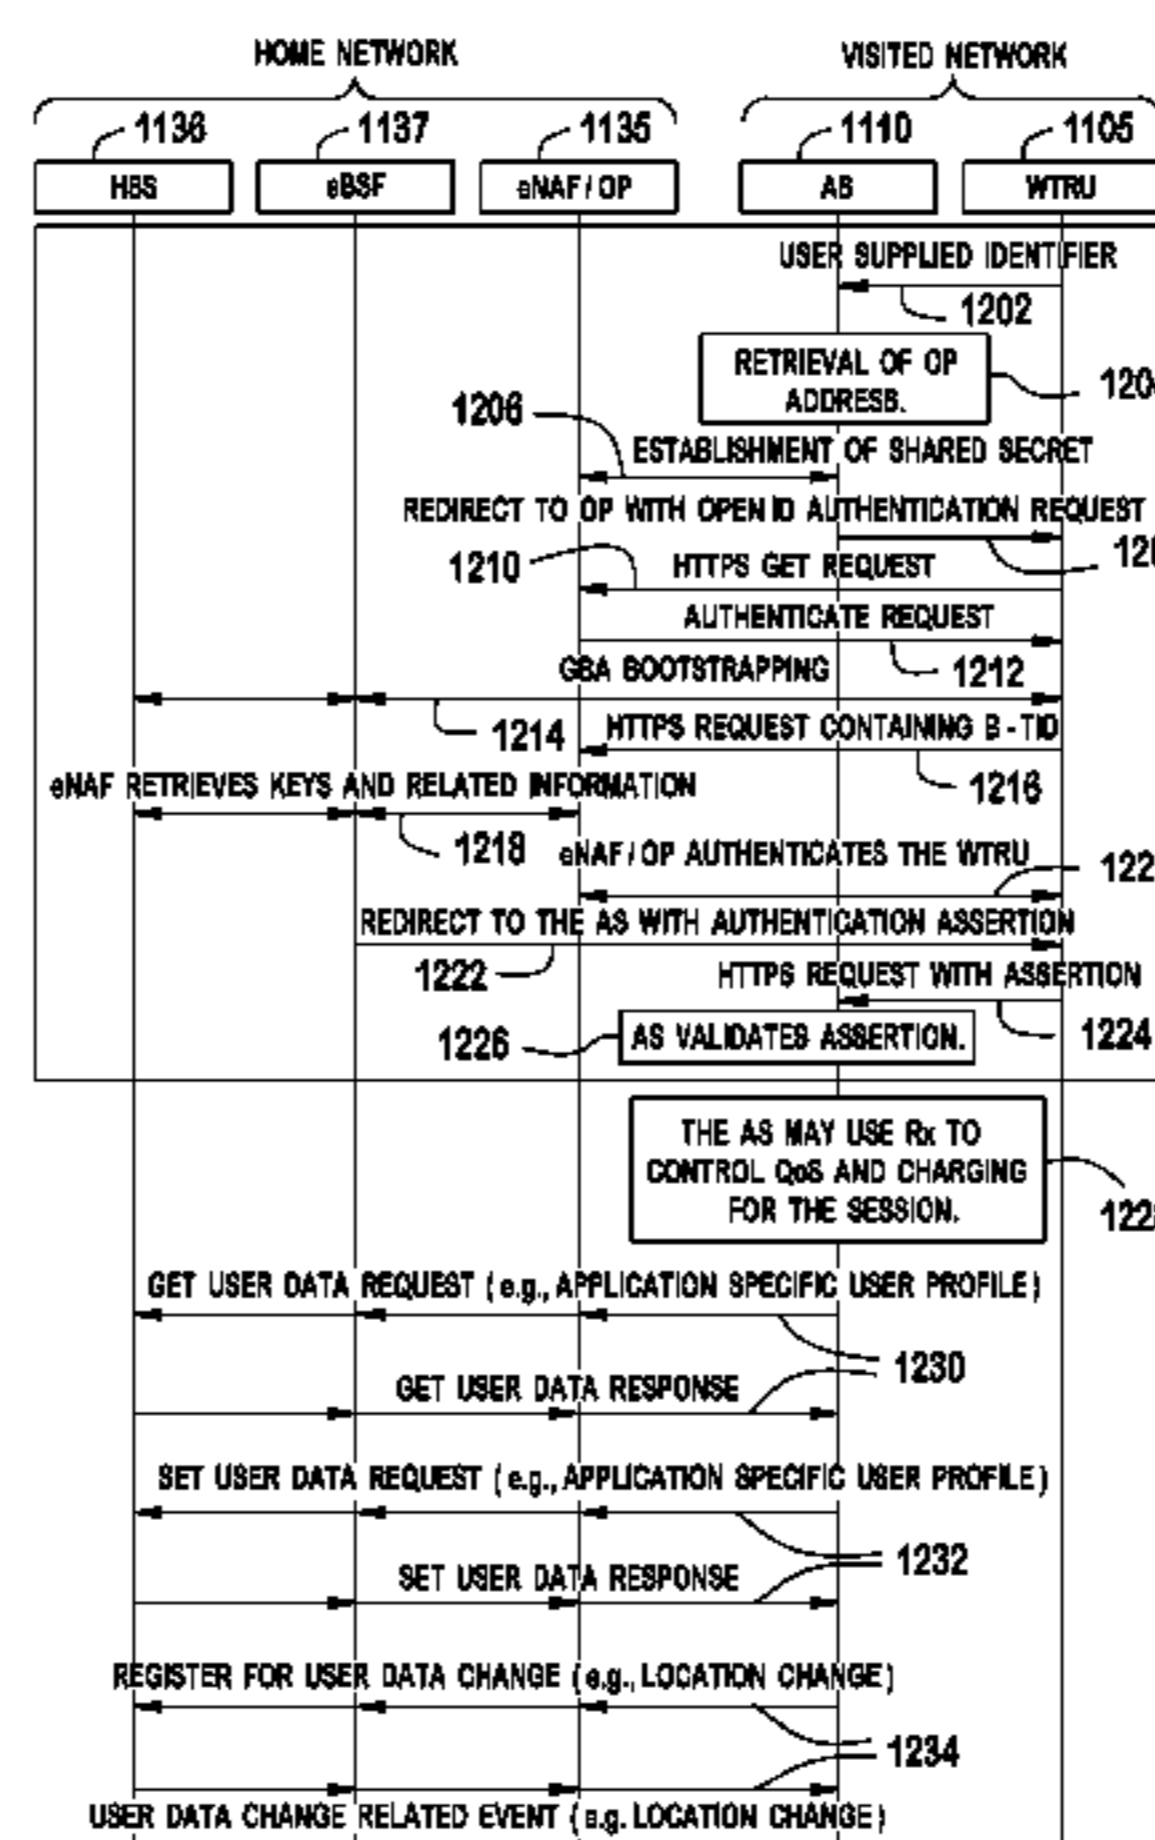 HOME NETWORK
VISITED NETWORK
1136
1137
1135
1110
1105
HSS
eBSF
eNAF / OP
AS
WTRU
USER SUPPLIED IDENTIFIER
1202
RETRIEVAL OF OP
ADDRESS.
120
1206
ESTABLISHMENT OF SHARED SECRET
REDIRECT TO OP WITH OPEN ID AUTHENTICATION REQUEST
120
1210
HTTPS GET REQUEST
AUTHENTICATE REQUEST
1212
GBA BOOTSTRAPPING
1214
HTTPS REQUEST CONTAINING B - TID
1216
eNAF RETRIEVES KEYS AND RELATED INFORMATION
1218
eNAF / OP AUTHENTICATES THE WTRU
122
REDIRECT TO THE AS WITH AUTHENTICATION ASSERTION
1222
HTTPS REQUEST WITH ASSERTION
1224
1226
AS VALIDATES ASSERTION.
THE AS MAY USE Rx TO
CONTROL QoS AND CHARGING
FOR THE SESSION.
122
GET USER DATA REQUEST ( e.g., APPLICATION SPECIFIC USER PROFILE )
1230
GET USER DATA RESPONSE
SET USER DATA REQUEST ( e.g., APPLICATION SPECIFIC USER PROFILE )
1232
SET USER DATA RESPONSE
REGISTER FOR USER DATA CHANGE ( e.g., LOCATION CHANGE )
1234
USER DATA CHANGE RELATED EVENT ( e.g. LOCATION CHANGE )